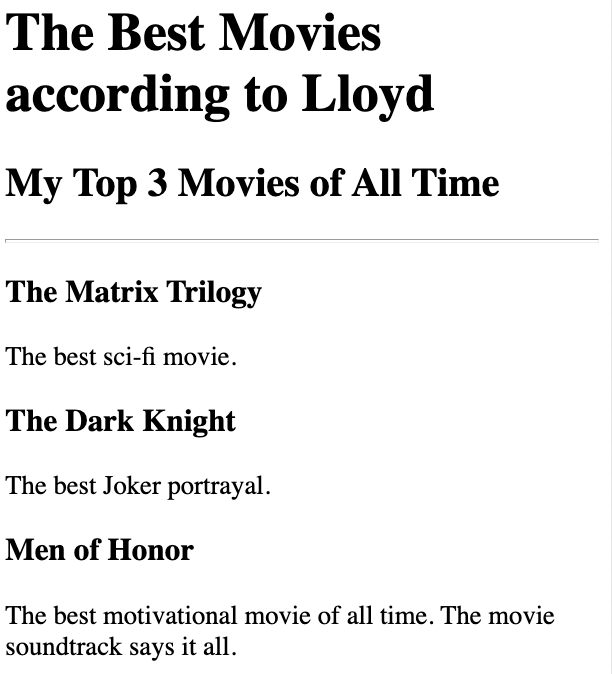 The Best Movies
according to Lloyd
My Top 3 Movies of All Time
The Matrix Trilogy
The best sci-fi movie.
The Dark Knight
The best Joker portrayal.
Men of Honor
The best motivational movie of all time. The movie
soundtrack says it all.